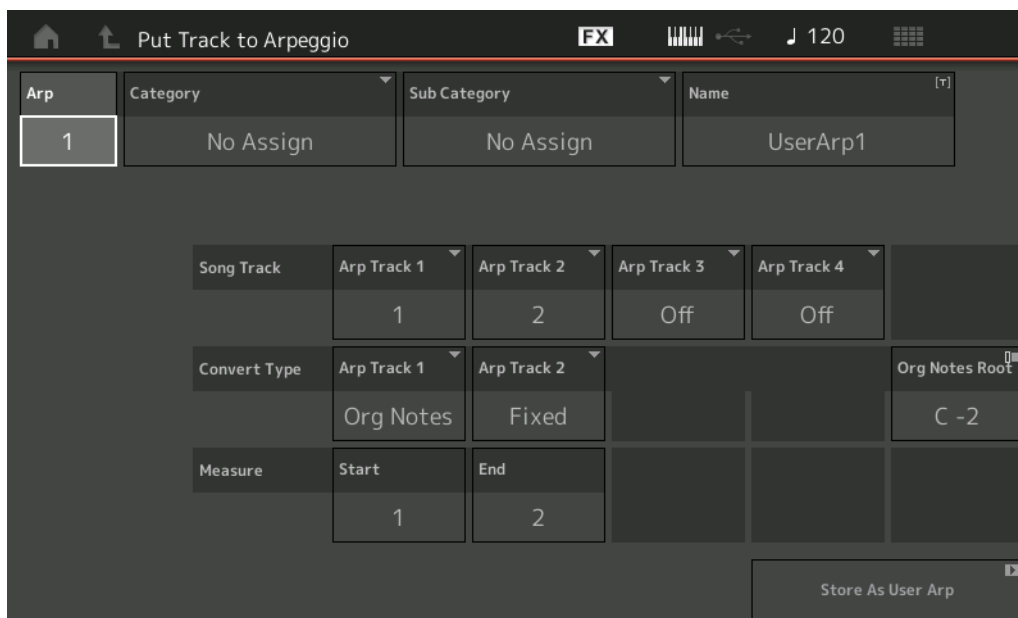 Put Track to Arpeggio FX ♩ 120
Arp Category Sub Category Name [T]
1 No Assign No Assign UserArp1
Song Track Arp Track 1 Arp Track 2 Arp Track 3 Arp Track 4
1 2 Off Off
Convert Type Arp Track 1 Arp Track 2 Org Notes Root
Org Notes Fixed C -2
Measure Start End
1 2
Store As User Arp